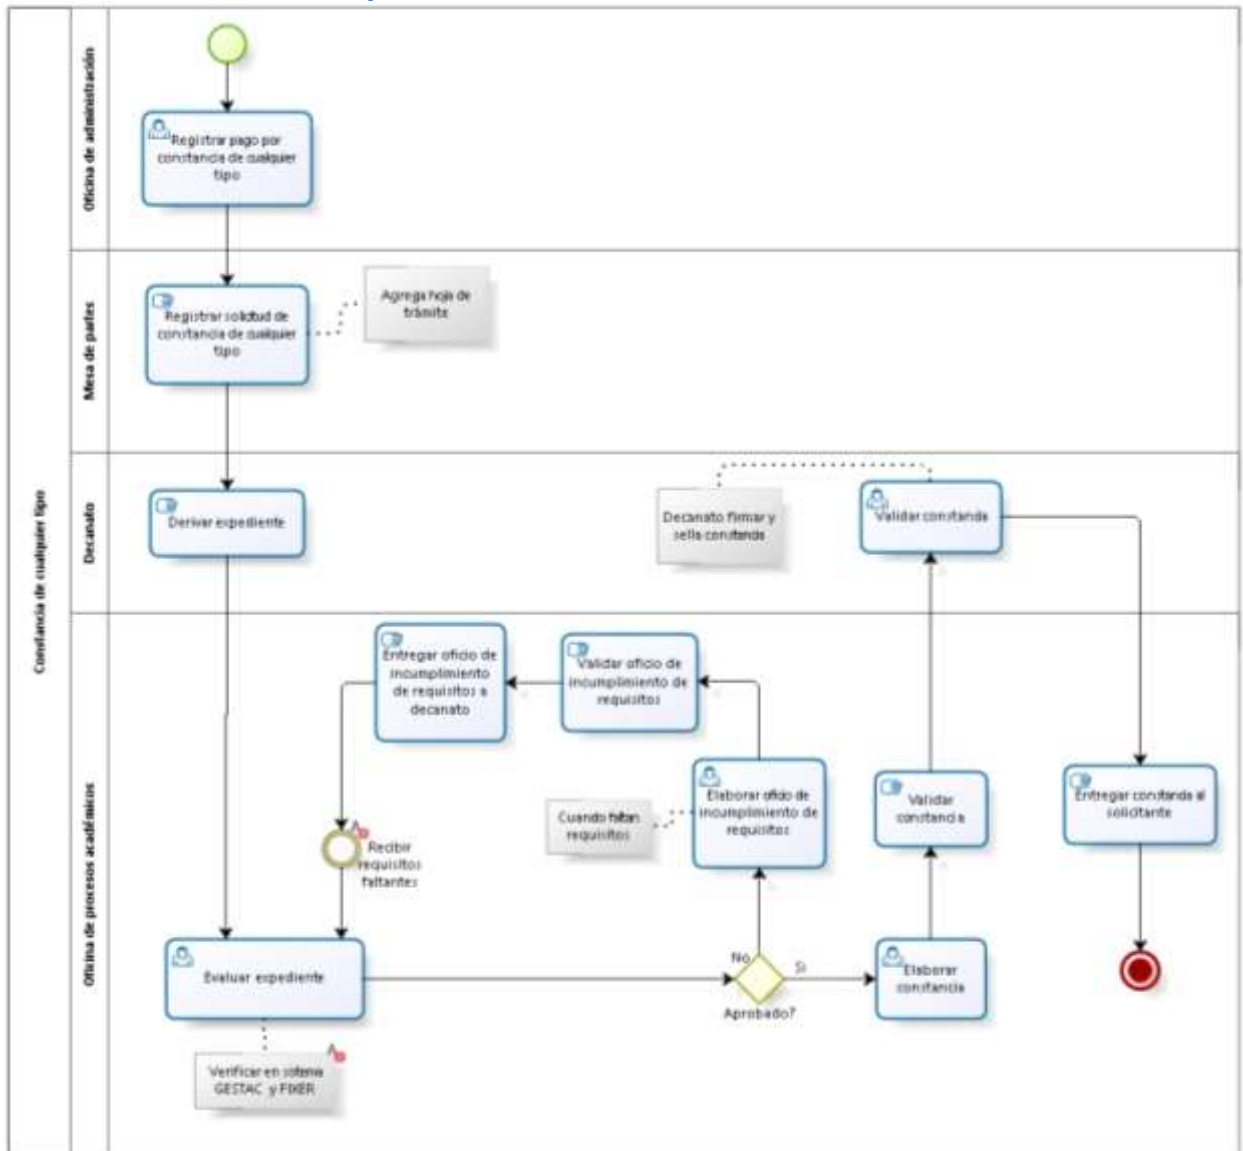 Constancia de cualquier tipo
Oficina de administración
Registrar pago por
constancia de cualquier
tipo
Mesa de partes
Registrar solicitud de
constancia de cualquier
tipo
Agrega hoja de
trámite
Decanato
Derivar expediente
Decanato firmar y
sella constancia
Validar constancia
Oficina de procesos académicos
Entregar oficio de
incumplimiento
de requisitos a
decanato
Validar oficio de
incumplimiento de
requisitos
Elaborar oficio de
incumplimiento de
requisitos
Cuando faltan
requisitos
Validar
constancia
Entregar constancia al
solicitante
Recibir
requisitos
faltantes
Evaluar expediente
No
Si
Aprobado?
Elaborar
constancia
Verificar en sistema
GESTAC y FIXER